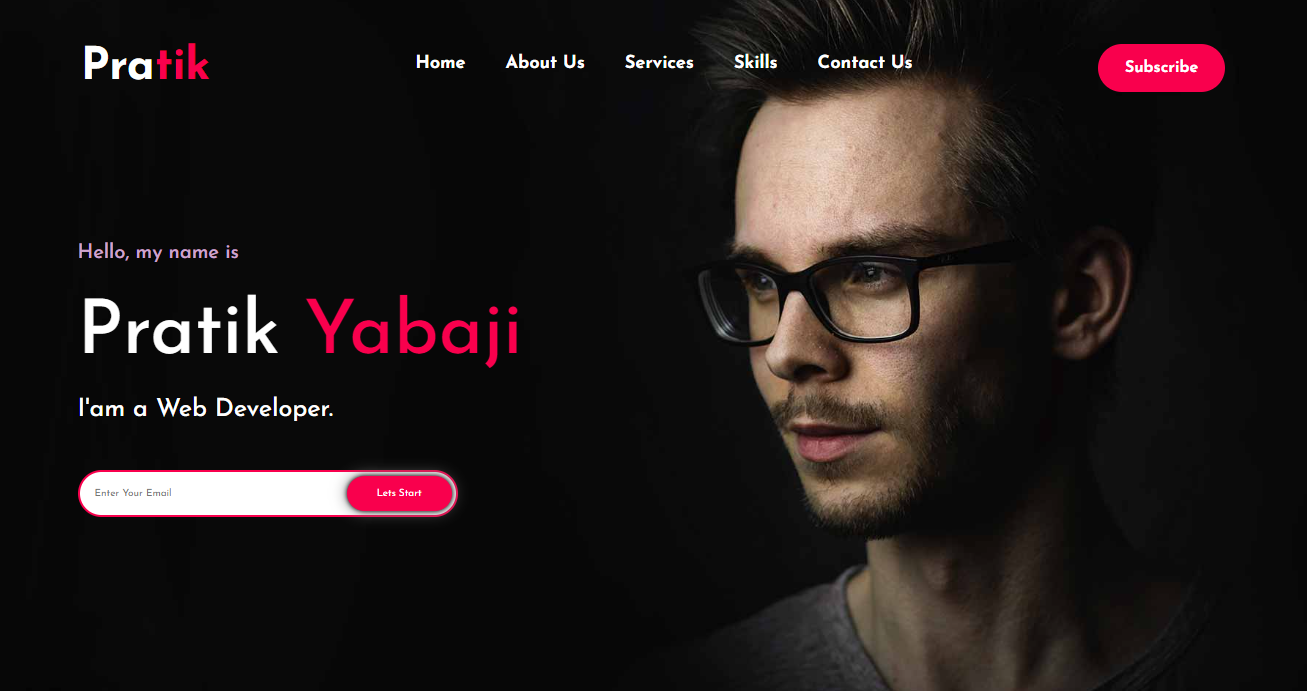 Pratik
Home About Us Services Skills Contact Us
Subscribe
Hello, my name is
Pratik Yabaji
I'am a Web Developer.
Enter Your Email
Lets Start